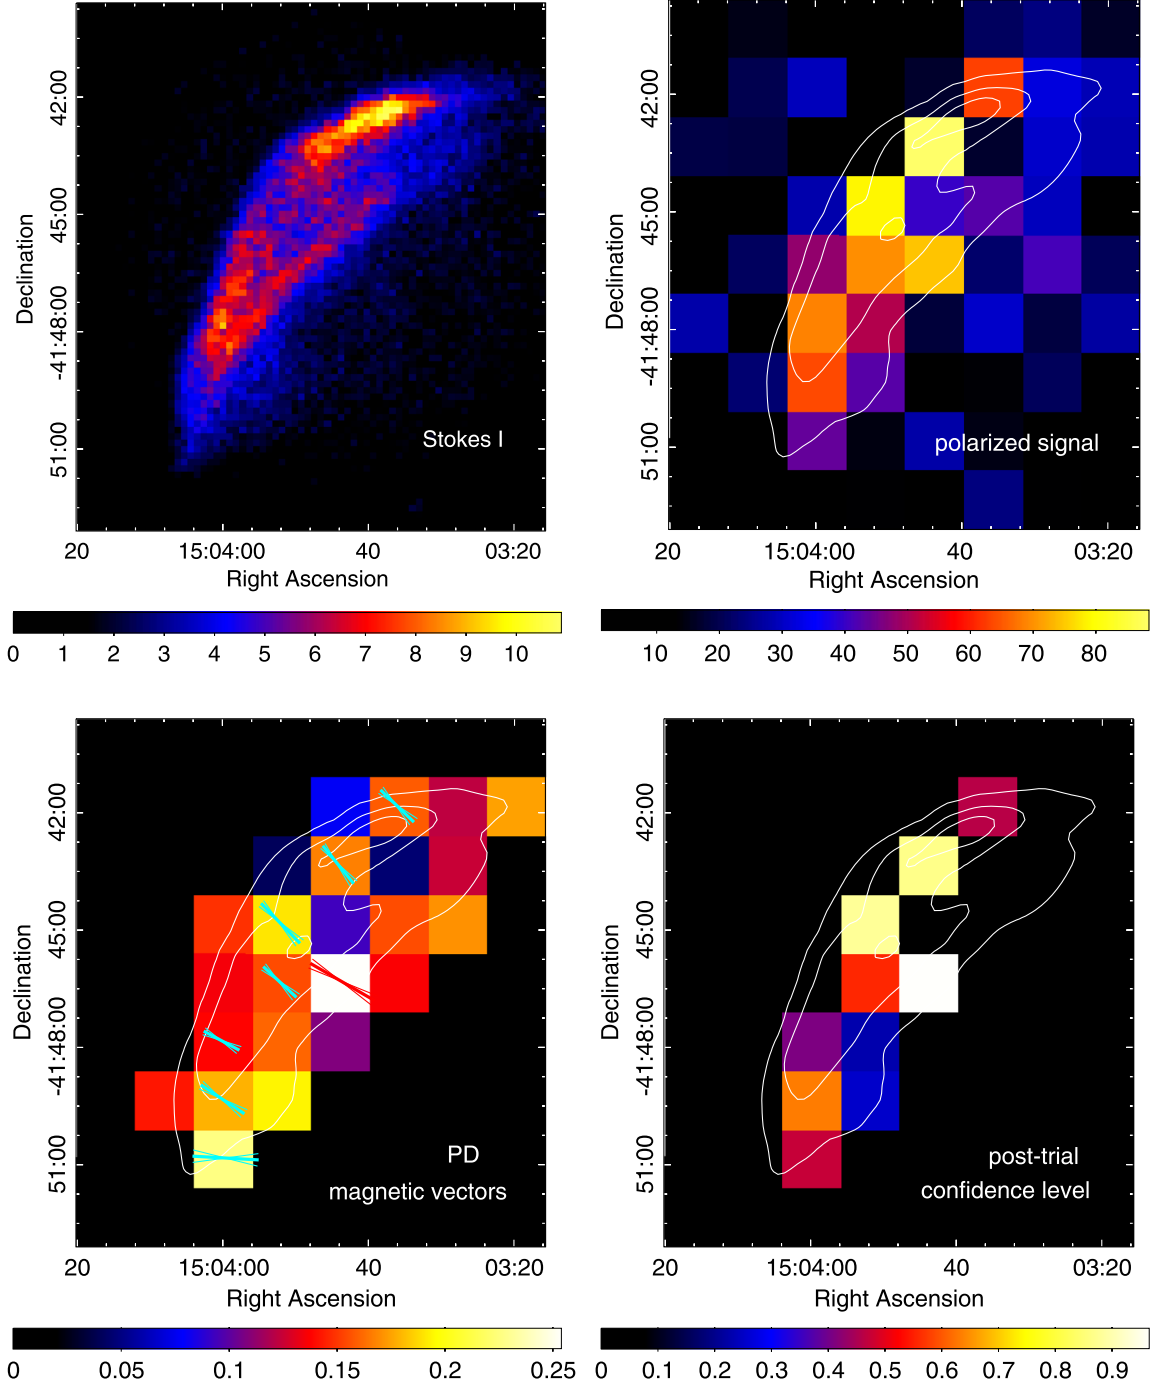 Declination
42:00
45:00
-41:48:00
51:00
Stokes I
20 15:04:00 40 03:20
Right Ascension
0 1 2 3 4 5 6 7 8 9 10
Declination
42:00
45:00
-41:48:00
51:00
polarized signal
15:04:00 40 03:20
Right Ascension
10 20 30 40 50 60 70 80
Declination
42:00
45:00
-41:48:00
51:00
PD
magnetic vectors
20 15:04:00 40 03:20
Right Ascension
0 0.05 0.1 0.15 0.2 0.25
Declination
42:00
45:00
-41:48:00
51:00
post-trial
confidence level
20 15:04:00 40 03:20
Right Ascension
0 0.1 0.2 0.3 0.4 0.5 0.6 0.7 0.8 0.9